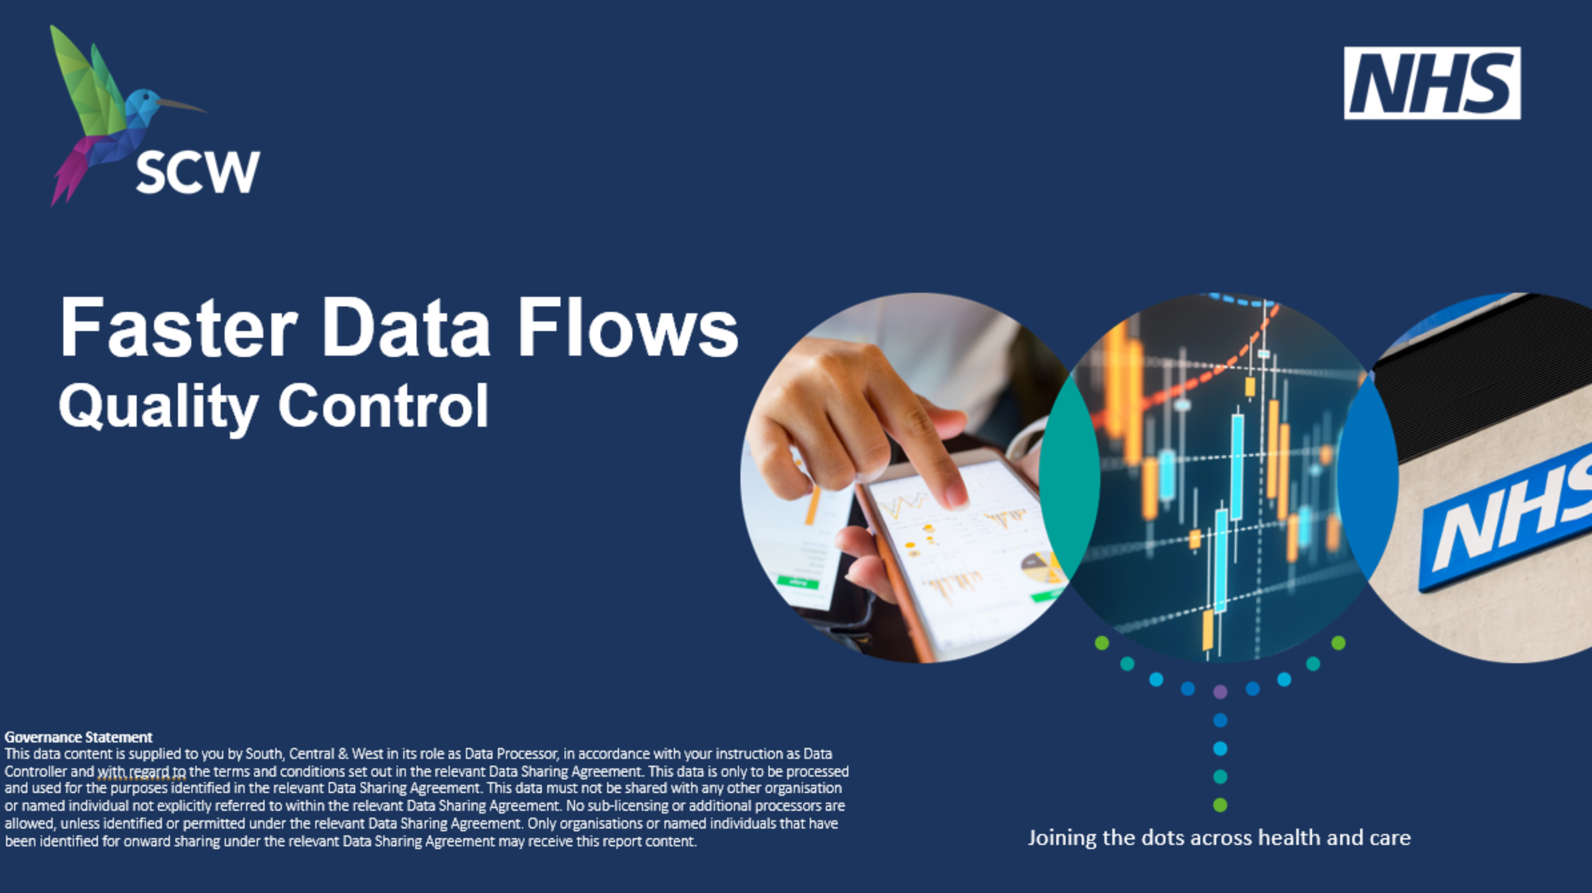 SCW
NHS
Faster Data Flows
Quality Control
NHS
Governance Statement
This data content is supplied to you by South, Central & West in its role as Data Processor, in accordance with your instruction as Data
Controller and with regard to the terms and conditions set out in the relevant Data Sharing Agreement. This data is only to be processed
and used for the purposes identified in the relevant Data Sharing Agreement. This data must not be shared with any other organisation
or named individual not explicitly referred to within the relevant Data Sharing Agreement. No sub-licensing or additional processors are
allowed, unless identified or permitted under the relevant Data Sharing Agreement. Only organisations or named individuals that have
been identified for onward sharing under the relevant Data Sharing Agreement may receive this report content.
Joining the dots across health and care